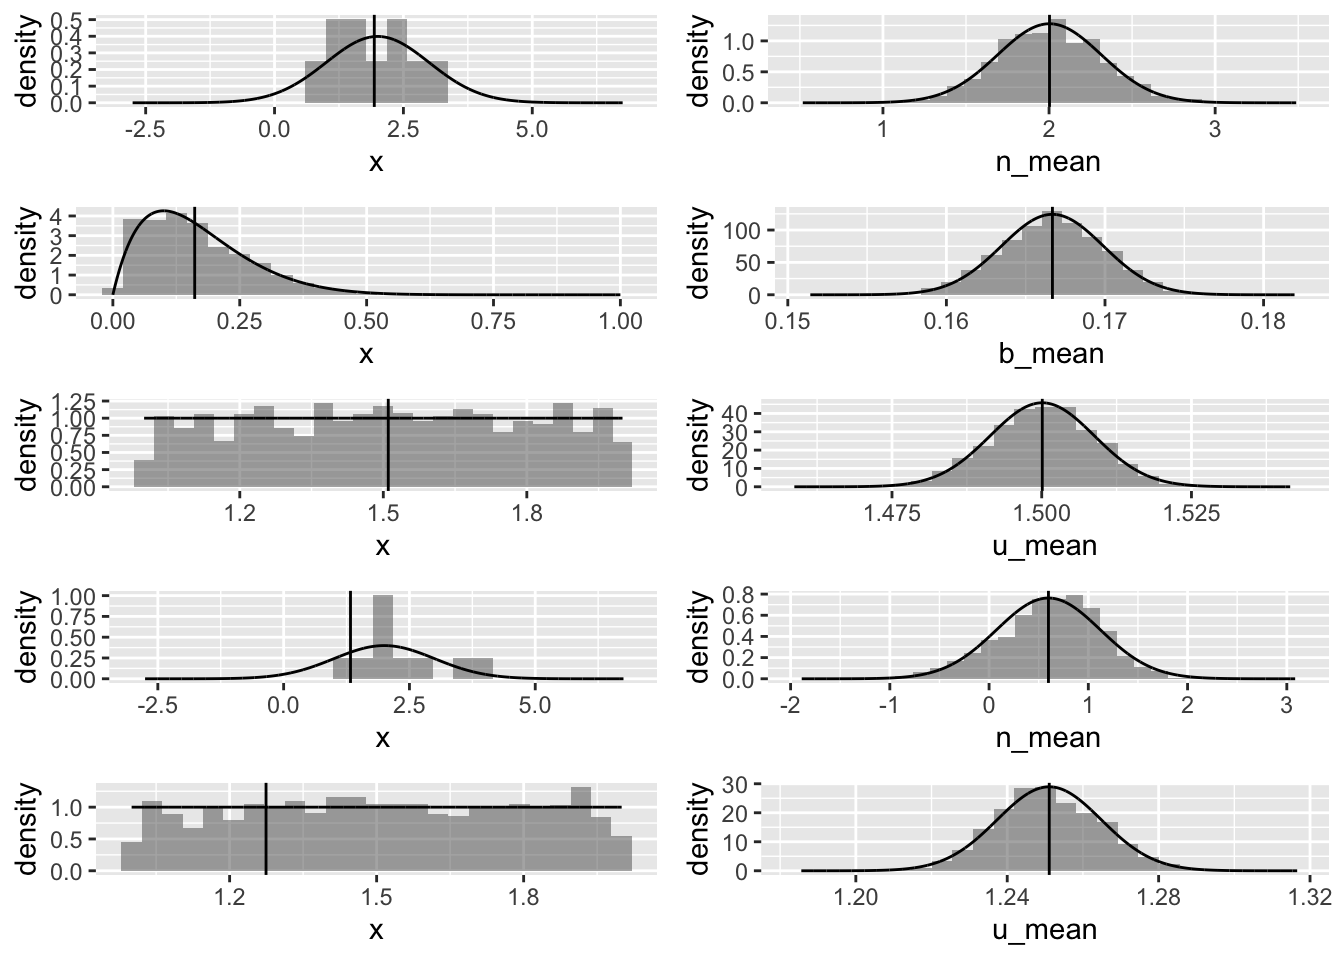 density
0.5
0.4
0.3
0.2
0.1
0.0
-2.5 0.0 2.5 5.0
x
density
1.0
0.5
0.0
1 2 3
n_mean
density
4
3
2
1
0
0.00 0.25 0.50 0.75 1.00
x
density
100
50
0
0.15 0.16 0.17 0.18
b_mean
density
1.25
1.00
0.75
0.50
0.25
0.00
1.2 1.5 1.8
x
density
40
30
20
10
0
1.475 1.500 1.525
u_mean
density
1.00
0.75
0.50
0.25
0.00
-2.5 0.0 2.5 5.0
x
density
0.8
0.6
0.4
0.2
0.0
-2 -1 0 1 2 3
n_mean
density
1.0
0.5
0.0
1.2 1.5 1.8
x
density
30
20
10
0
1.20 1.24 1.28 1.32
u_mean